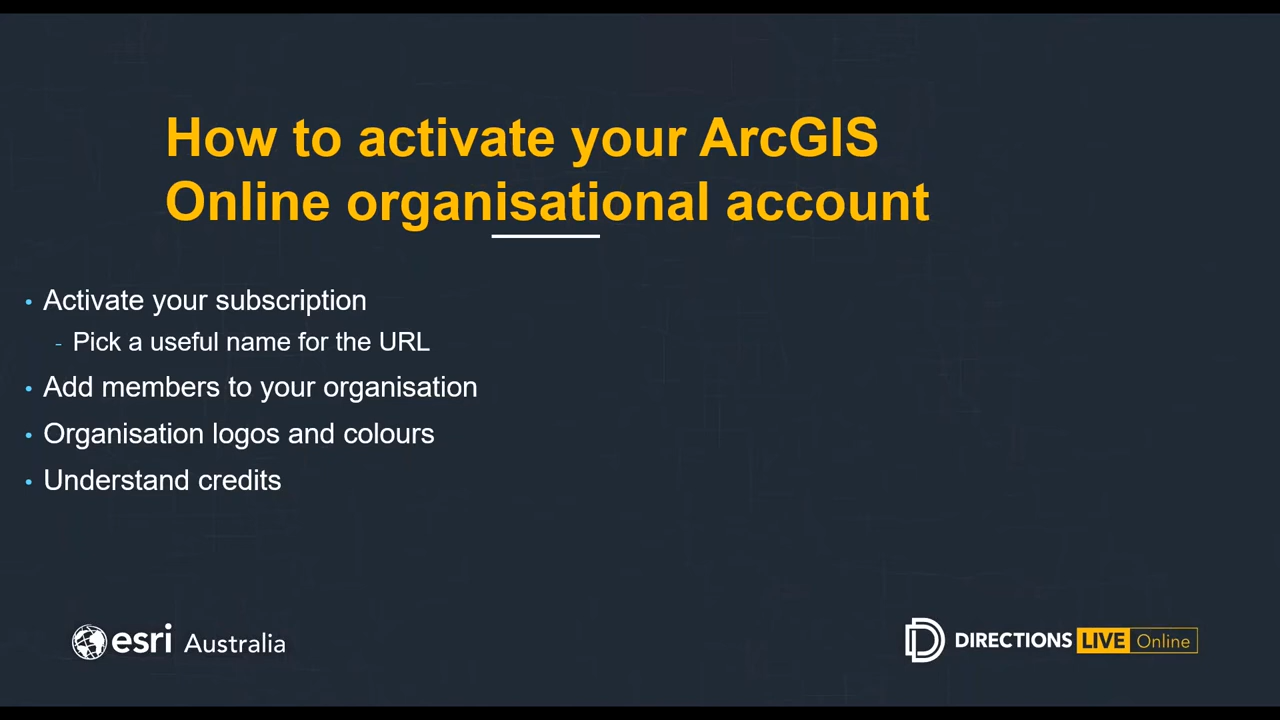 How to activate your ArcGIS
Online organisational account
• Activate your subscription
- Pick a useful name for the URL
• Add members to your organisation
• Organisation logos and colours
• Understand credits
esri Australia
DIRECTIONS LIVE Online